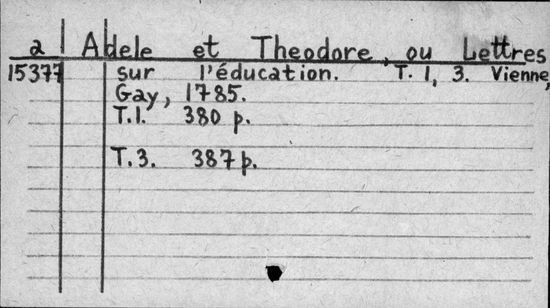 a Adele et Theodore, ou Lettres
15377 sur l'éducation. T. 1, 3. Vienne,
Gay, 1785.
T.1. 380 p.
T.3. 387 p.